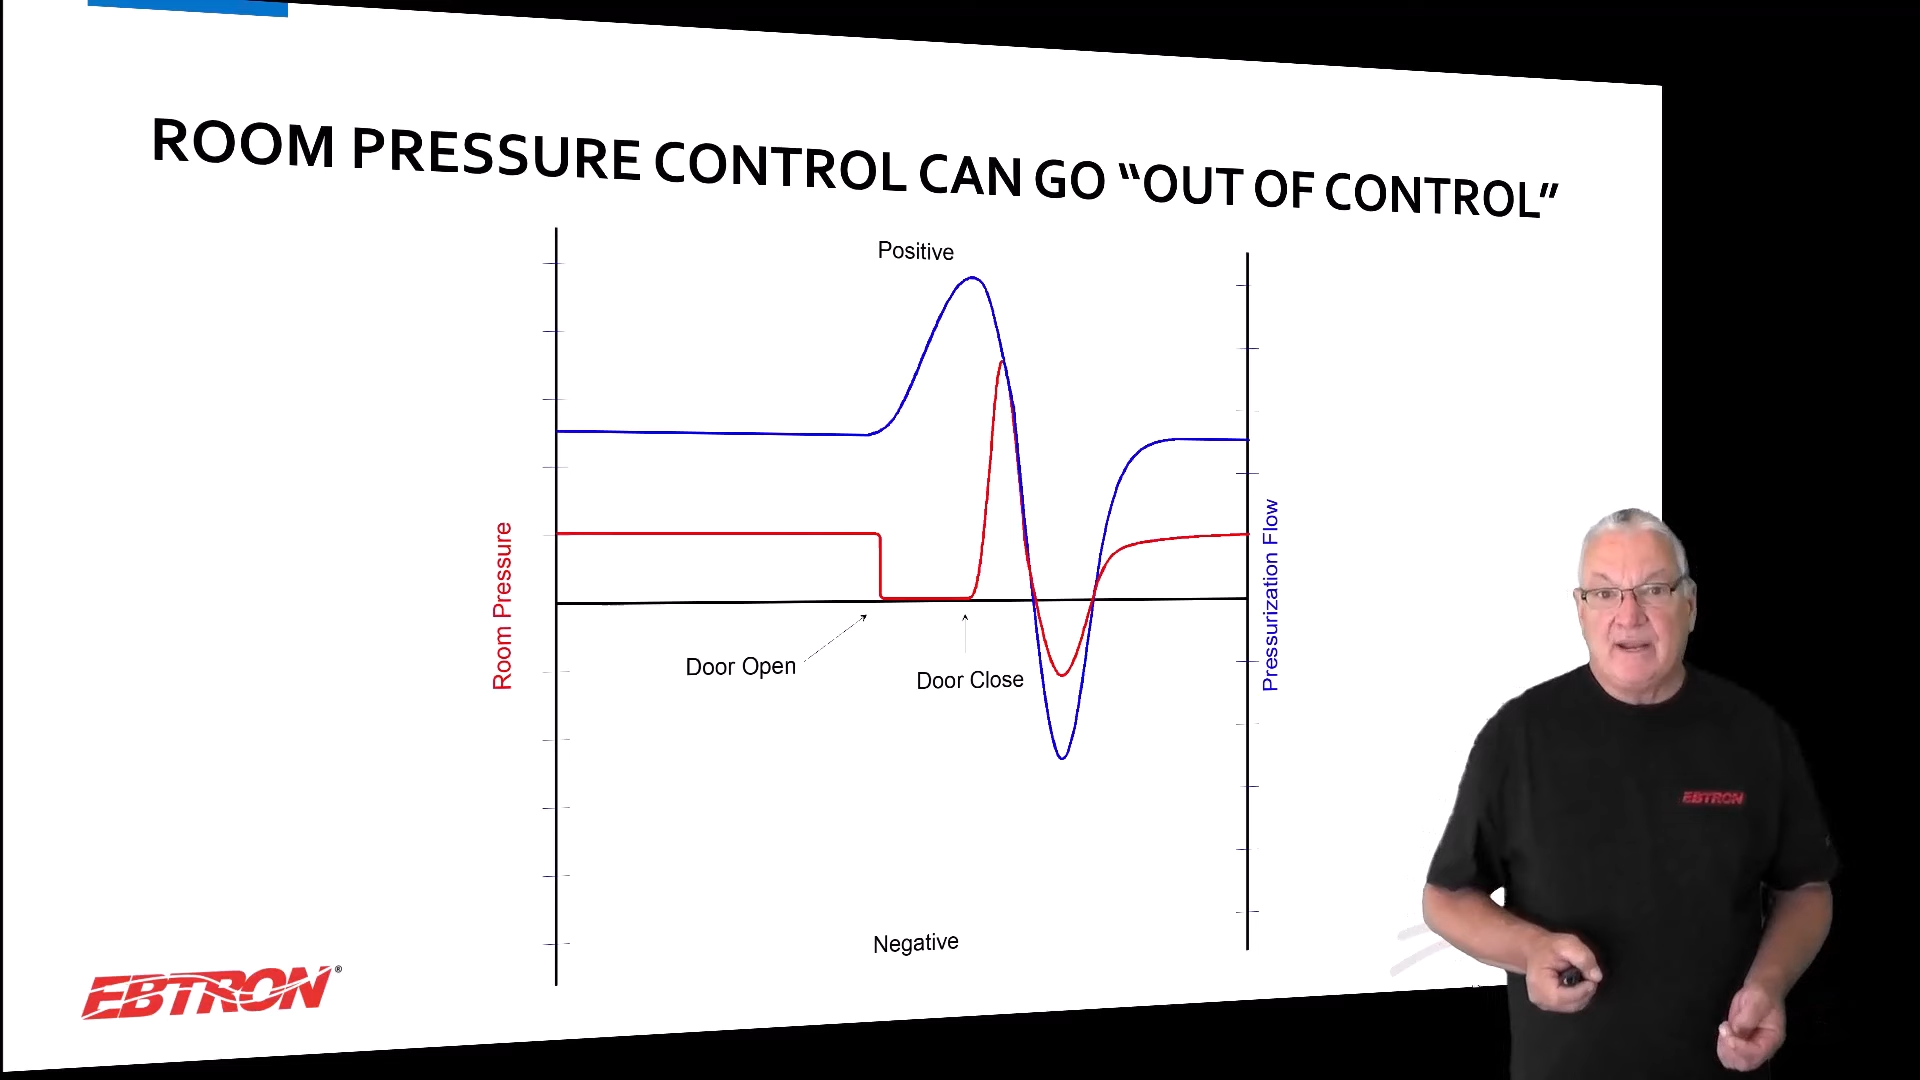 ROOM PRESSURE CONTROL CAN GO “OUT OF CONTROL”
Positive
Room Pressure
Pressurization Flow
Door Open
Door Close
Negative
EBTRON®
EBTRON